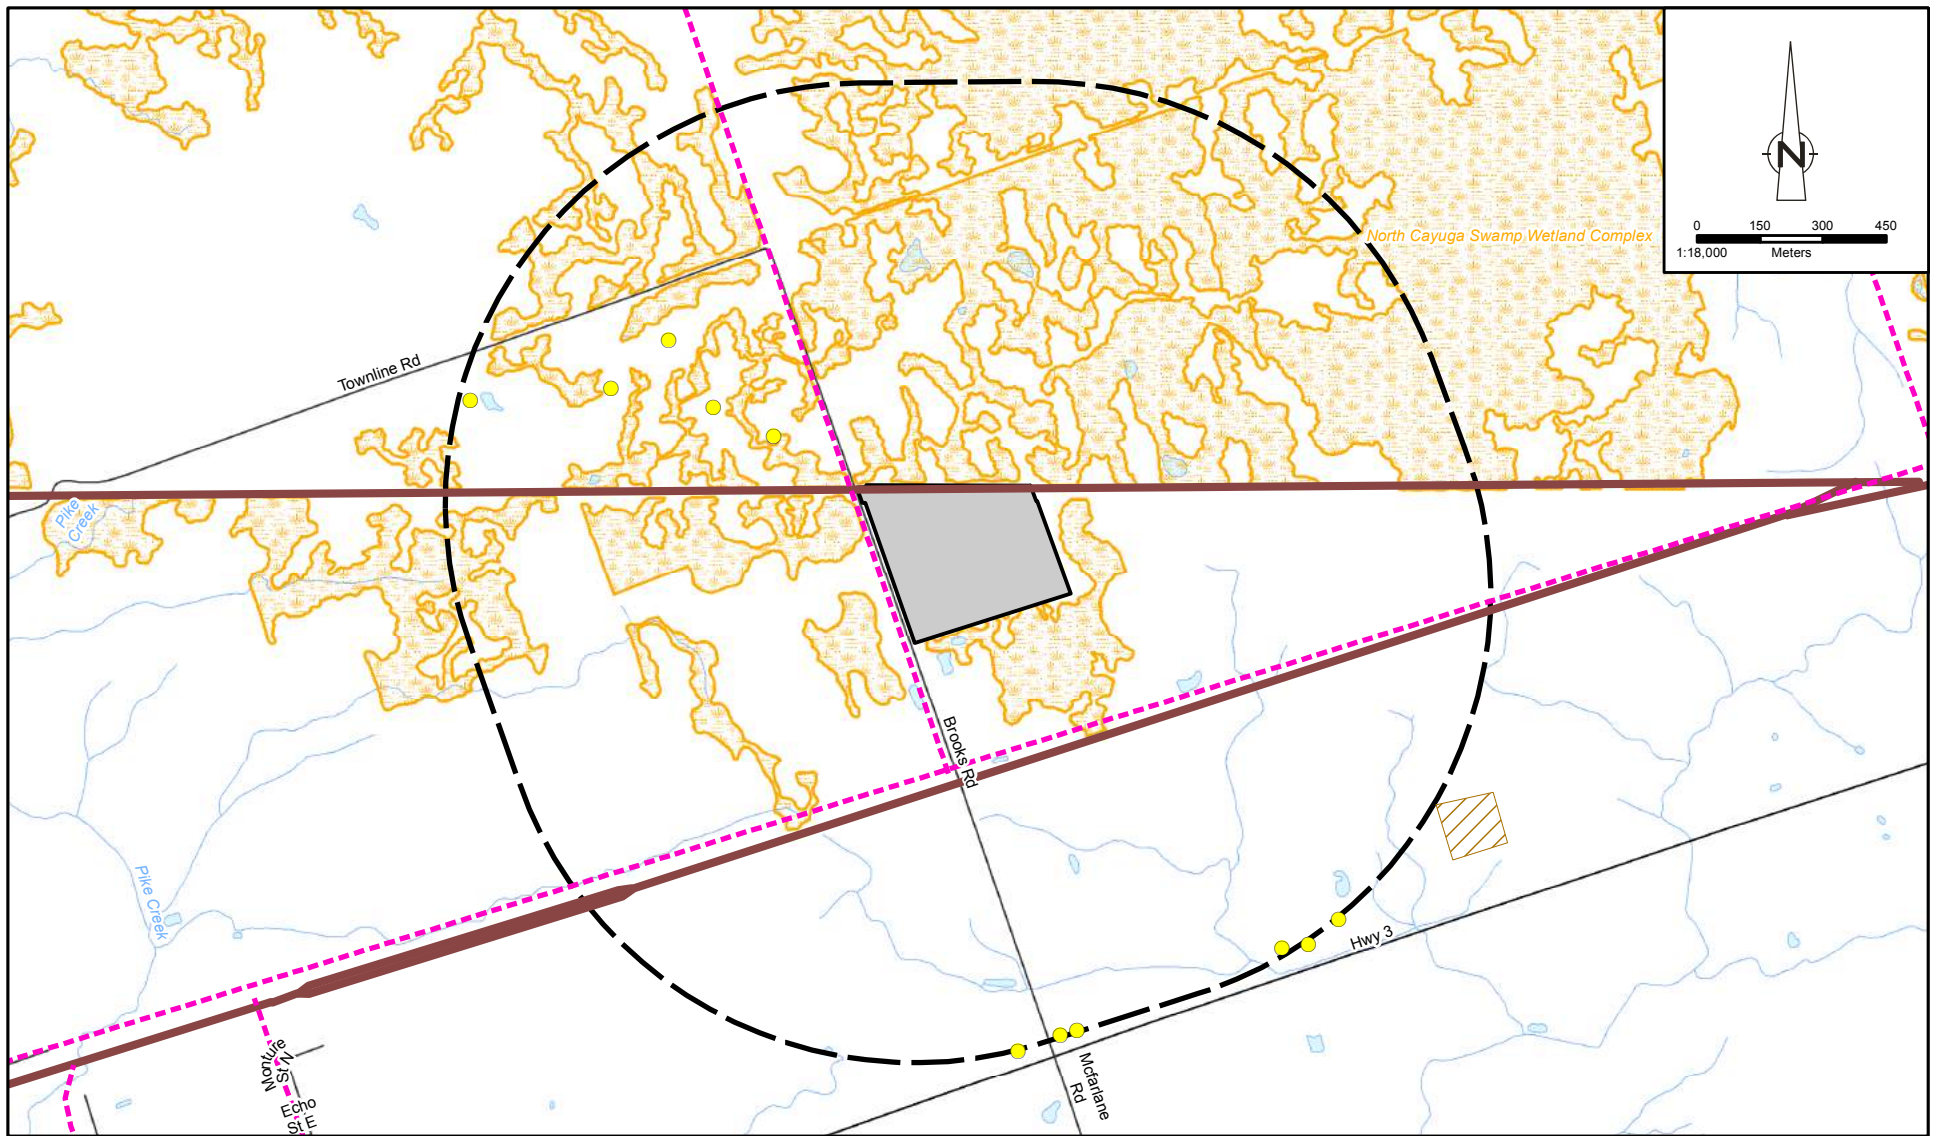 N
0 150 300 450
1:18,000 Meters
North Cayuga Swamp Wetland Complex
Townline Rd
Pike
Creek
Brooks Rd
Pike Creek
Hwy 3
Monture
St N
Mcfarlane
Rd
Echo
St E